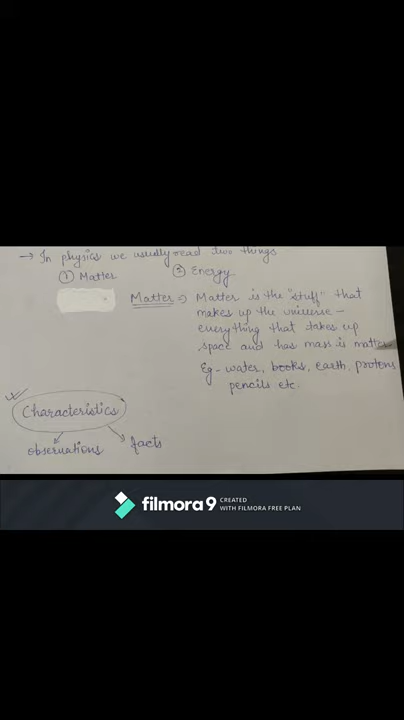 → In physics we usually read two things
① Matter ② Energy
Matter ⇒ Matter is the "stuff" that
makes up the universe –
everything that takes up
space and has mass is matter
Eg – water, books, earth, protons
pencils etc.
Characteristics
observations facts
filmora9 CREATED
WITH FILMORA FREE PLAN